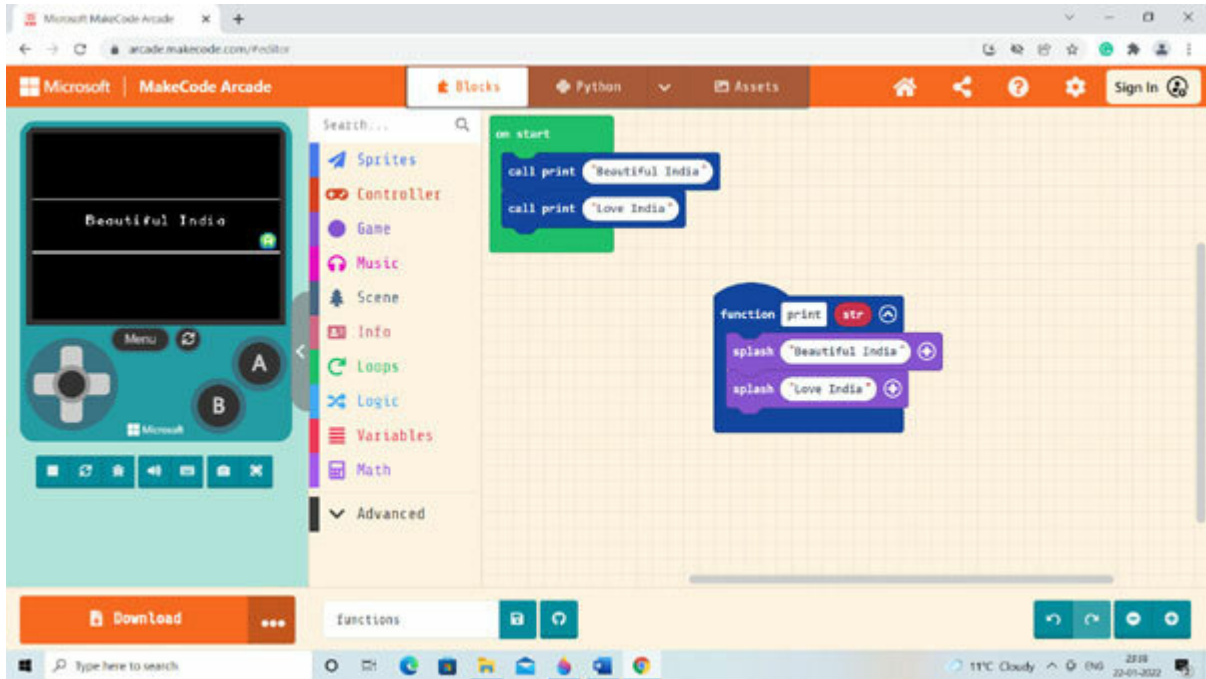 Microsoft MakeCode Arcade
arcade.makecode.com/#editor
Microsoft | MakeCode Arcade
Blocks
Python
Assets
Sign In
Beautiful India
A
Menu
A
B
Microsoft
Search...
Sprites
Controller
Game
Music
Scene
Info
Loops
Logic
Variables
Math
Advanced
on start
call print "Beautiful India"
call print "Love India"
function print str
splash "Beautiful India"
splash "Love India"
Download
functions
Type here to search
11°C Cloudy
ENG
22-01-2022